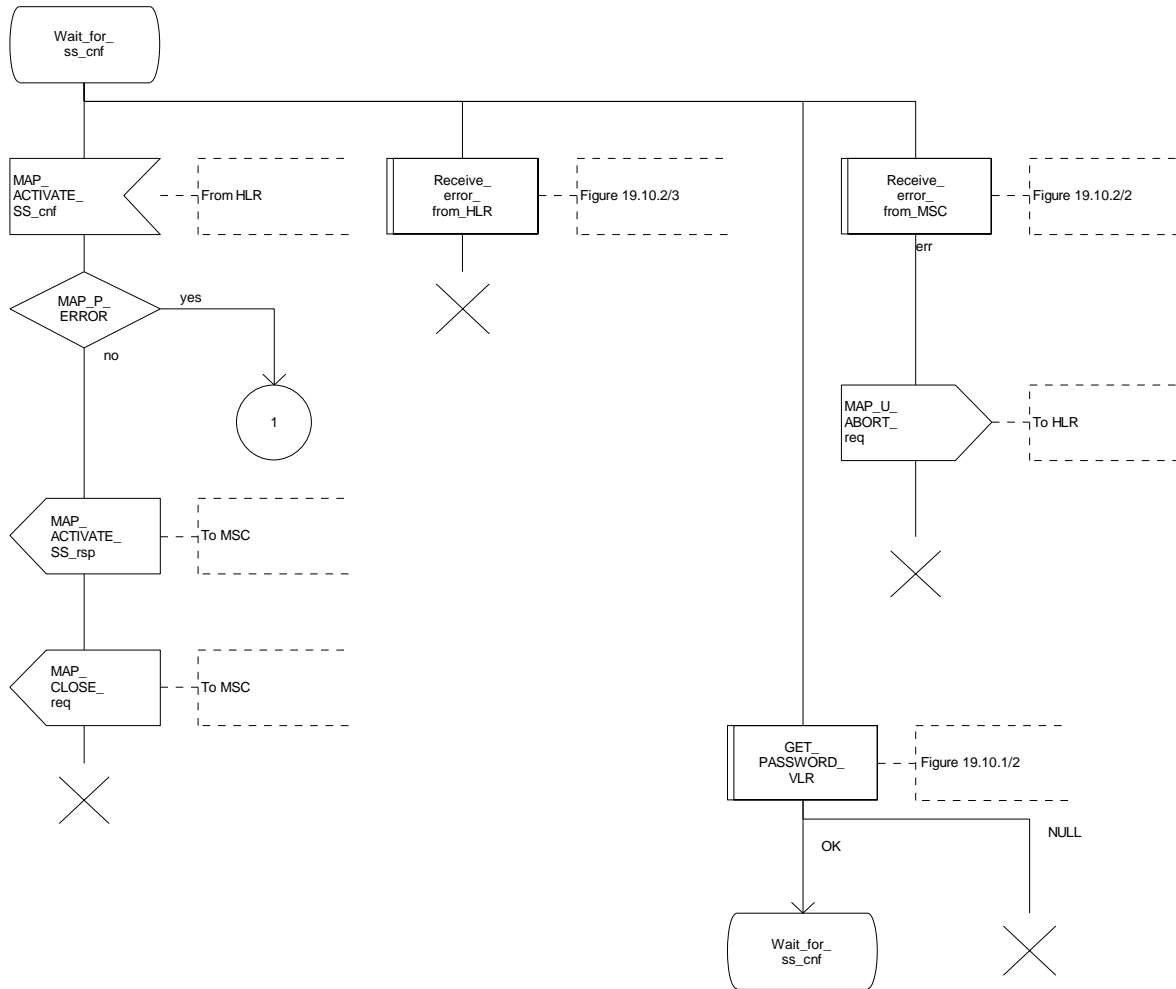 Wait_for_
ss_cnf
MAP_
ACTIVATE_
SS_cnf
From HLR
Receive_
error_
from_HLR
Figure 19.10.2/3
Receive_
error_
from_MSC
Figure 19.10.2/2
err
MAP_P_
ERROR
yes
no
1
MAP_U_
ABORT_
req
To HLR
MAP_
ACTIVATE_
SS_rsp
To MSC
MAP_
CLOSE_
req
To MSC
GET_
PASSWORD_
VLR
Figure 19.10.1/2
OK
NULL
Wait_for_
ss_cnf